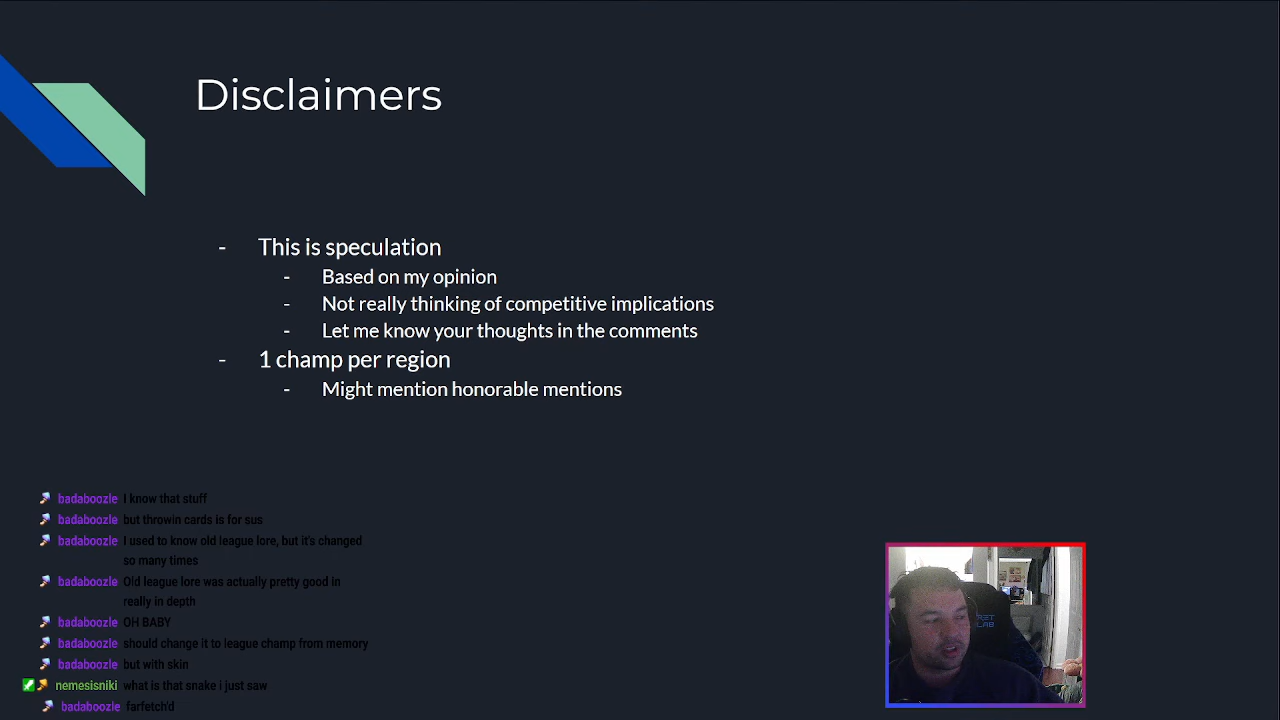 Disclaimers
- This is speculation
- Based on my opinion
- Not really thinking of competitive implications
- Let me know your thoughts in the comments
- 1 champ per region
- Might mention honorable mentions
badaboozle I know that stuff
badaboozle but throwin cards is for sus
badaboozle I used to know old league lore, but it's changed
so many times
badaboozle Old league lore was actually pretty good in
really in depth
badaboozle OH BABY
badaboozle should change it to league champ from memory
badaboozle but with skin
nemesisniki what is that snake i just saw
badaboozle farfetch'd
LAB